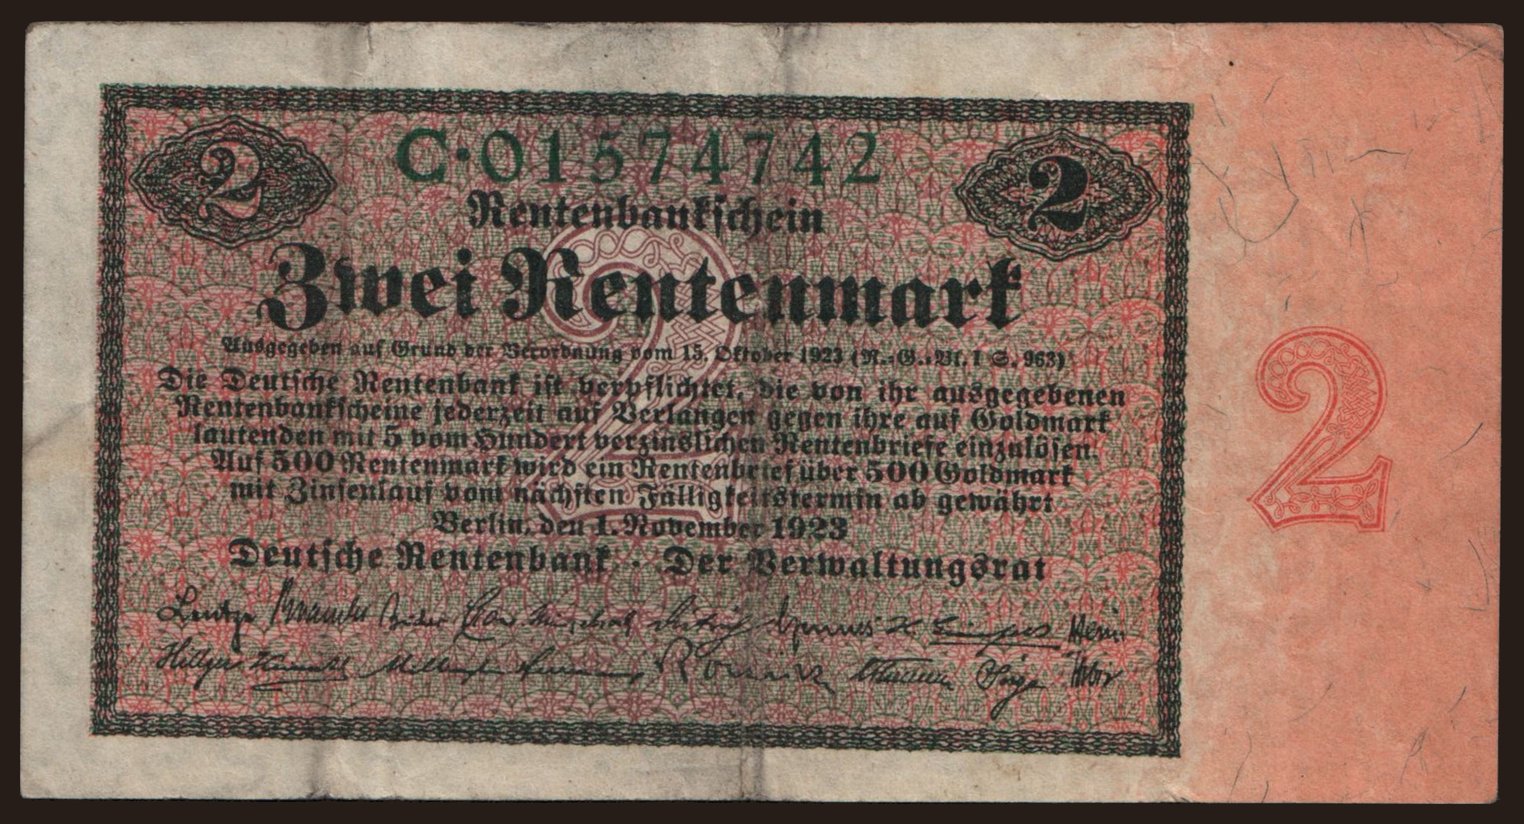 C·01574742
2 2
Rentenbankschein
Zwei Rentenmark
Ausgegeben auf Grund der Verordnung vom 15. Oktober 1923 (R.-G.-Bl. I S. 963)
Die Deutsche Rentenbank ist verpflichtet, die von ihr ausgegebenen
Rentenbankscheine jederzeit auf Verlangen gegen ihre auf Goldmark
lautenden mit 5 vom Hundert verzinslichen Rentenbriefe einzulösen.
Auf 500 Rentenmark wird ein Rentenbrief über 500 Goldmark
mit Zinsenlauf vom nächsten Fälligkeitstermin ab gewährt
Berlin, den 1. November 1923
Deutsche Rentenbank · Der Verwaltungsrat
Lentze
Hillger
2
2